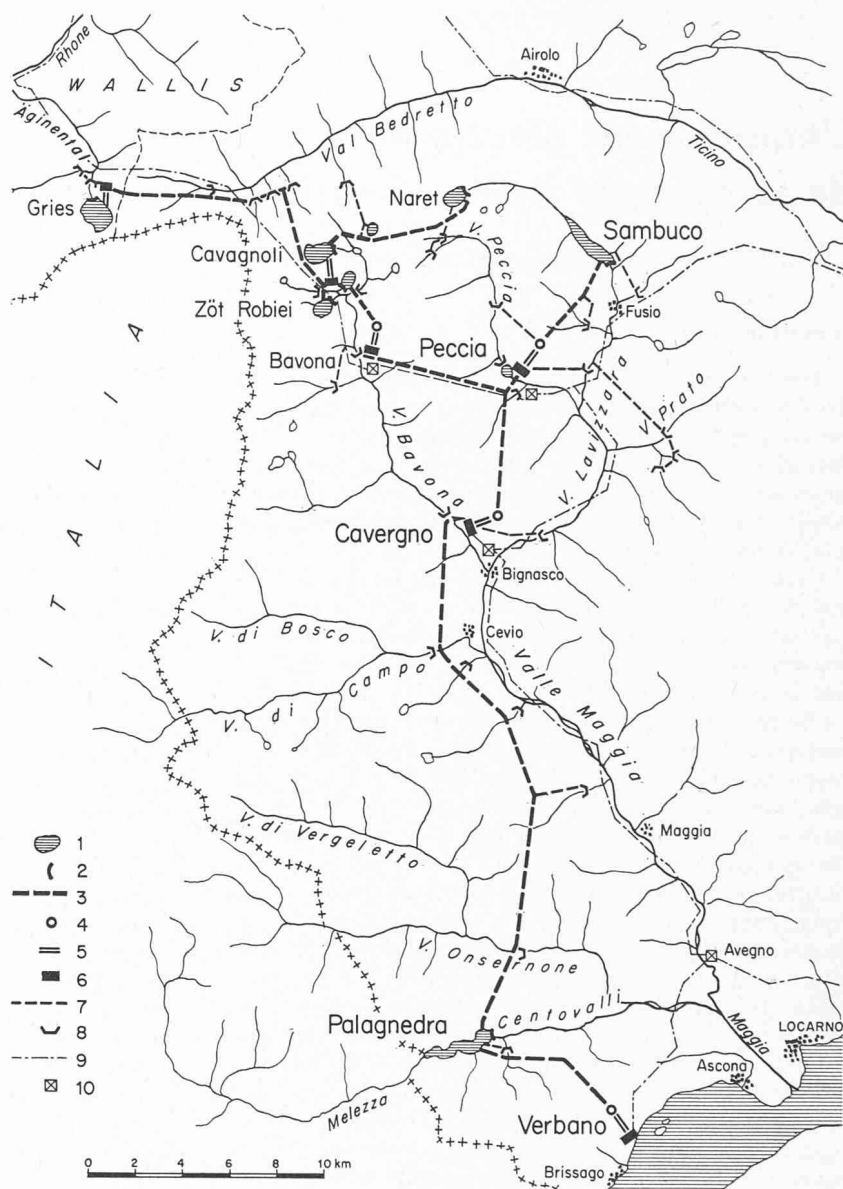 Airolo
Rhone
WALLIS
Äginental
Val Bedretto
Ticino
Gries
Naret
V. Peccia
Sambuco
Cavagnoli
Zöt Robiei
Fusio
Peccia
Bavona
V. Lavizzara
V. Prato
V. Bavona
ITALIA
Cavergno
Bignasco
V. di Bosco
Cevio
V. di Campo
Valle Maggia
V. di Vergeletto
Maggia
1
2
3
4
5
6
7
8
9
10
V. Onsernone
Avegno
Palagnedra
Centovalli
Maggia
LOCARNO
Ascona
Melezza
Verbano
Brissago
0 2 4 6 8 10 km